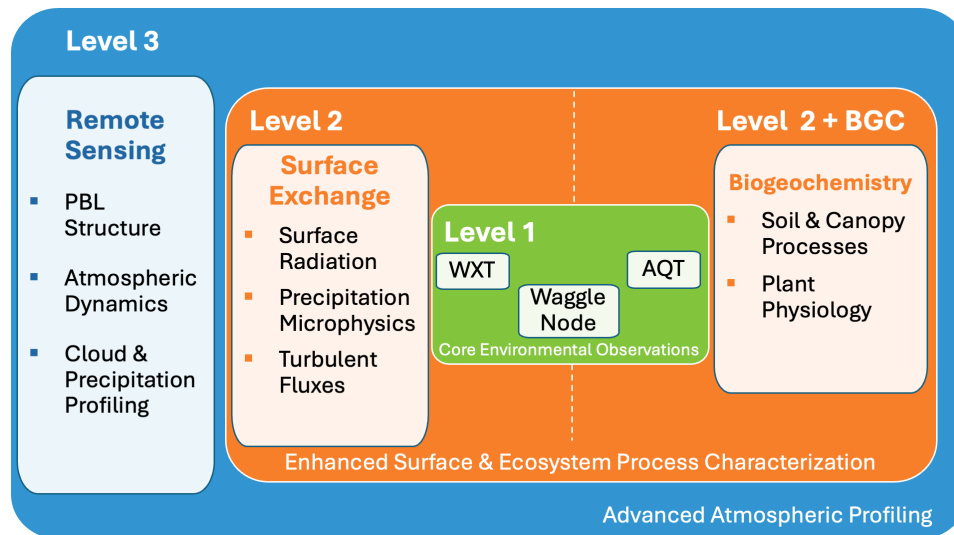 Level 3
Remote
Sensing
▪ PBL
Structure
▪ Atmospheric
Dynamics
▪ Cloud &
Precipitation
Profiling
Level 2
Surface
Exchange
▪ Surface
Radiation
▪ Precipitation
Microphysics
▪ Turbulent
Fluxes
Level 1
WXT
AQT
Waggle
Node
Core Environmental Observations
Level 2 + BGC
Biogeochemistry
▪ Soil & Canopy
Processes
▪ Plant
Physiology
Enhanced Surface & Ecosystem Process Characterization
Advanced Atmospheric Profiling